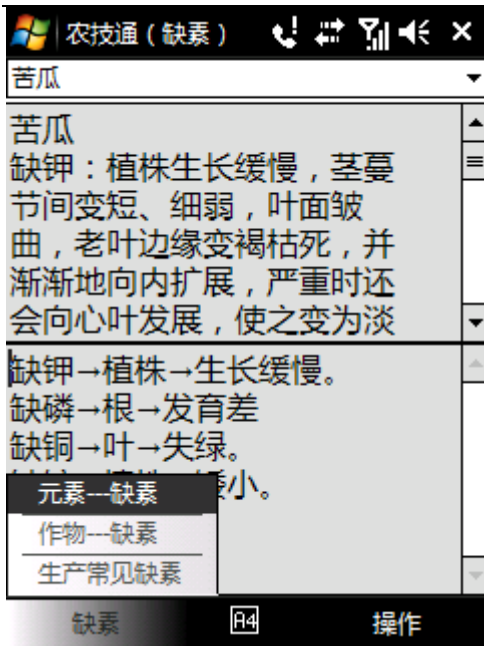 农技通（缺素）
苦瓜
苦瓜
缺钾：植株生长缓慢，茎蔓
节间变短、细弱，叶面皱
曲，老叶边缘变褐枯死，并
渐渐地向内扩展，严重时还
会向心叶发展，使之变为淡
缺钾→植株→生长缓慢。
缺磷→根→发育差
缺铜→叶→失绿。
矮小。
元素---缺素
作物---缺素
生产常见缺素
缺素
A4
操作